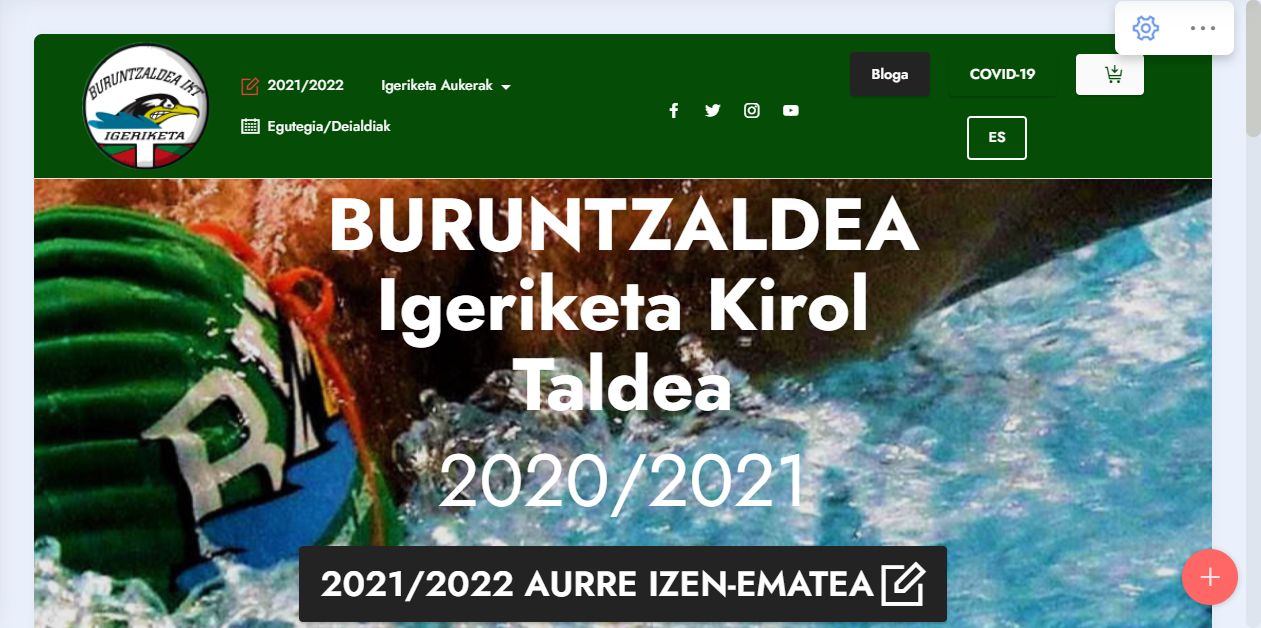 BURUNTZALDEA IKT
IGERIKETA
2021/2022
Igeriketa Aukerak
Egutegia/Deialdiak
Bloga
COVID-19
ES
BURUNTZALDEA
Igeriketa Kirol
Taldea
2020/2021
2021/2022 AURRE IZEN-EMATEA